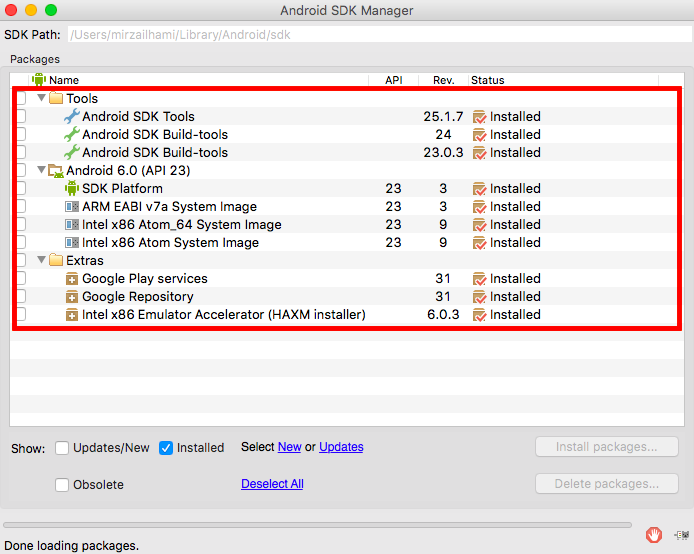 Android SDK Manager
SDK Path: /Users/mirzailhami/Library/Android/sdk
Packages
Name API Rev. Status
Tools
Android SDK Tools 25.1.7 Installed
Android SDK Build-tools 24 Installed
Android SDK Build-tools 23.0.3 Installed
Android 6.0 (API 23)
SDK Platform 23 3 Installed
ARM EABI v7a System Image 23 3 Installed
Intel x86 Atom_64 System Image 23 9 Installed
Intel x86 Atom System Image 23 9 Installed
Extras
Google Play services 31 Installed
Google Repository 31 Installed
Intel x86 Emulator Accelerator (HAXM installer) 6.0.3 Installed
Show: Updates/New Installed Select New or Updates Install packages...
Obsolete Deselect All Delete packages...
Done loading packages.